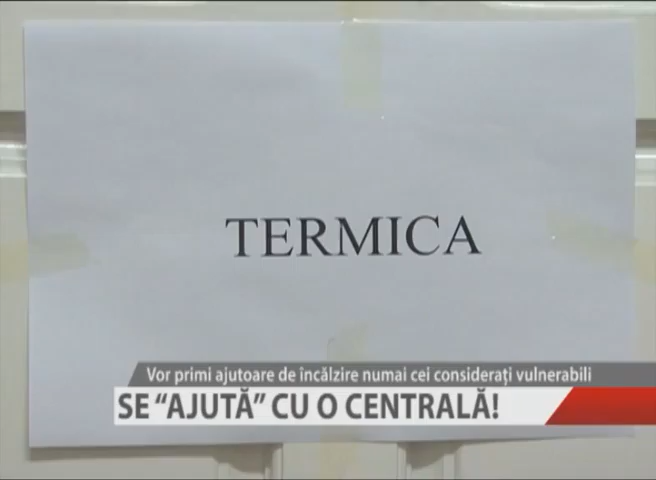 TERMICA
Vor primi ajutoare de încălzire numai cei considerați vulnerabili
SE “AJUTĂ” CU O CENTRALĂ!